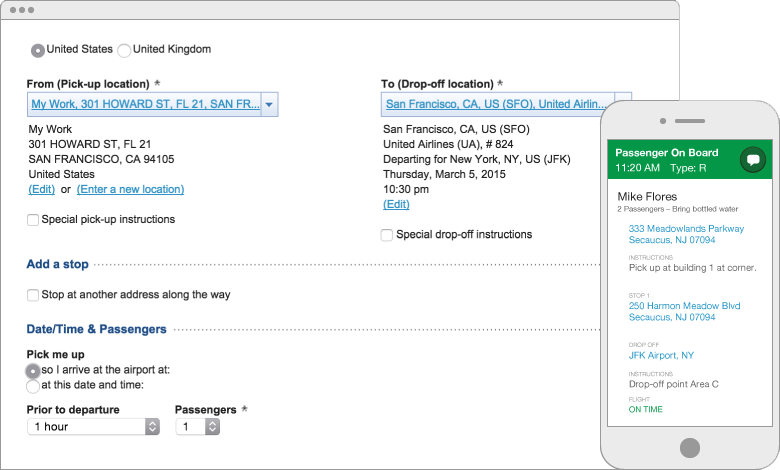 United States United Kingdom
From (Pick-up location) *
My Work, 301 HOWARD ST, FL 21, SAN FR...
My Work
301 HOWARD ST, FL 21
SAN FRANCISCO, CA 94105
United States
(Edit) or (Enter a new location)
Special pick-up instructions
To (Drop-off location) *
San Francisco, CA, US (SFO), United Airlin...
San Francisco, CA, US (SFO)
United Airlines (UA), # 824
Departing for New York, NY, US (JFK)
Thursday, March 5, 2015
10:30 pm
(Edit)
Special drop-off instructions
Add a stop
Stop at another address along the way
Date/Time & Passengers
Pick me up
so I arrive at the airport at:
at this date and time:
Prior to departure Passengers *
1 hour 1
Passenger On Board
11:20 AM Type: R
Mike Flores
2 Passengers – Bring bottled water
333 Meadowlands Parkway
Secaucus, NJ 07094
INSTRUCTIONS
Pick up at building 1 at corner.
STOP 1
250 Harmon Meadow Blvd
Secaucus, NJ 07094
DROP OFF
JFK Airport, NY
INSTRUCTIONS
Drop-off point Area C
FLIGHT
ON TIME